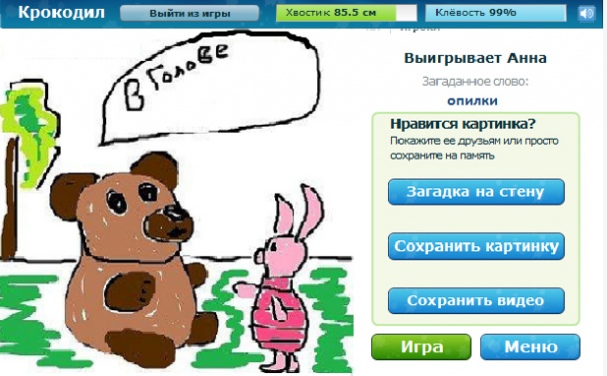 Крокодил
Выйти из игры
Хвостик: 85.5 см
Клёвость 99%
В Голове
Выигрывает Анна
Загаданное слово:
опилки
Нравится картинка?
Покажите ее друзьям или просто
сохраните на память
Загадка на стену
Сохранить картинку
Сохранить видео
Игра
Меню